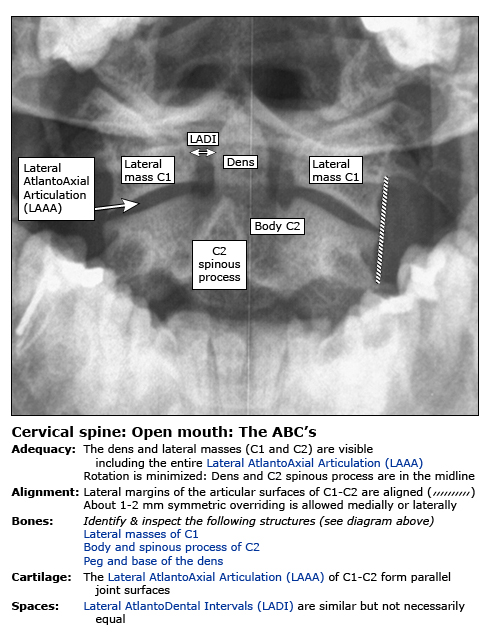 LADI
Lateral
AtlantoAxial
Articulation
(LAAA)
Lateral
mass C1
Dens
Lateral
mass C1
Body C2
C2
spinous
process
Cervical spine: Open mouth: The ABC’s
Adequacy: The dens and lateral masses (C1 and C2) are visible
including the entire Lateral AtlantoAxial Articulation (LAAA)
Rotation is minimized: Dens and C2 spinous process are in the midline
Alignment: Lateral margins of the articular surfaces of C1-C2 are aligned ( )
About 1-2 mm symmetric overriding is allowed medially or laterally
Bones: Identify & inspect the following structures (see diagram above)
Lateral masses of C1
Body and spinous process of C2
Peg and base of the dens
Cartilage: The Lateral AtlantoAxial Articulation (LAAA) of C1-C2 form parallel
joint surfaces
Spaces: Lateral AtlantoDental Intervals (LADI) are similar but not necessarily
equal